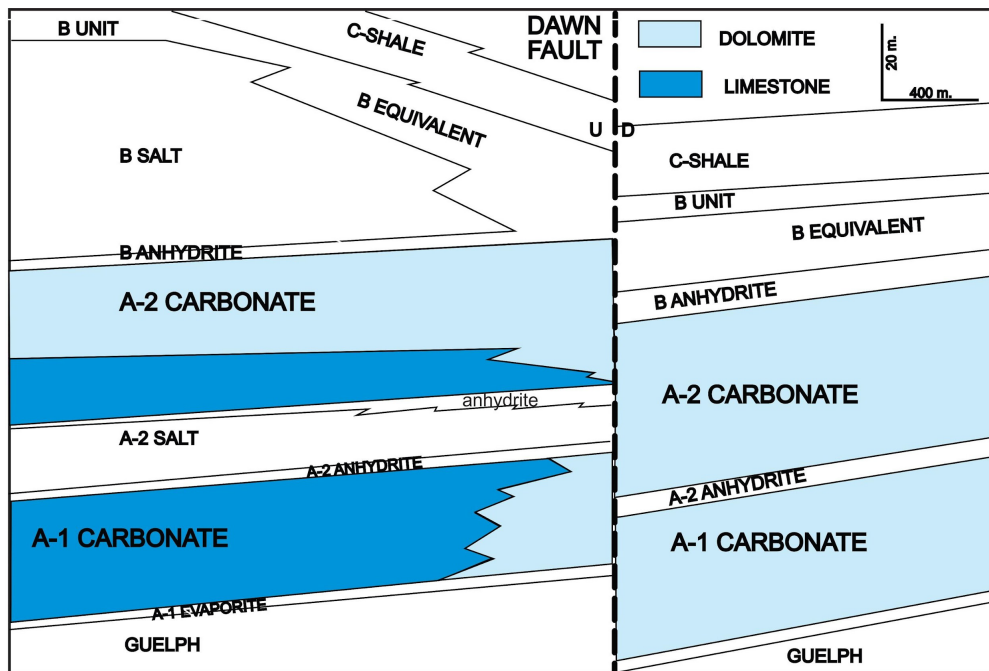 B UNIT
C-SHALE
DAWN
FAULT
DOLOMITE
LIMESTONE
20 m.
400 m.
B EQUIVALENT
U D
B SALT
C-SHALE
B UNIT
B EQUIVALENT
B ANHYDRITE
B ANHYDRITE
A-2 CARBONATE
A-2 CARBONATE
anhydrite
A-2 SALT
A-2 ANHYDRITE
A-2 ANHYDRITE
A-1 CARBONATE
A-1 CARBONATE
A-1 EVAPORITE
GUELPH
GUELPH